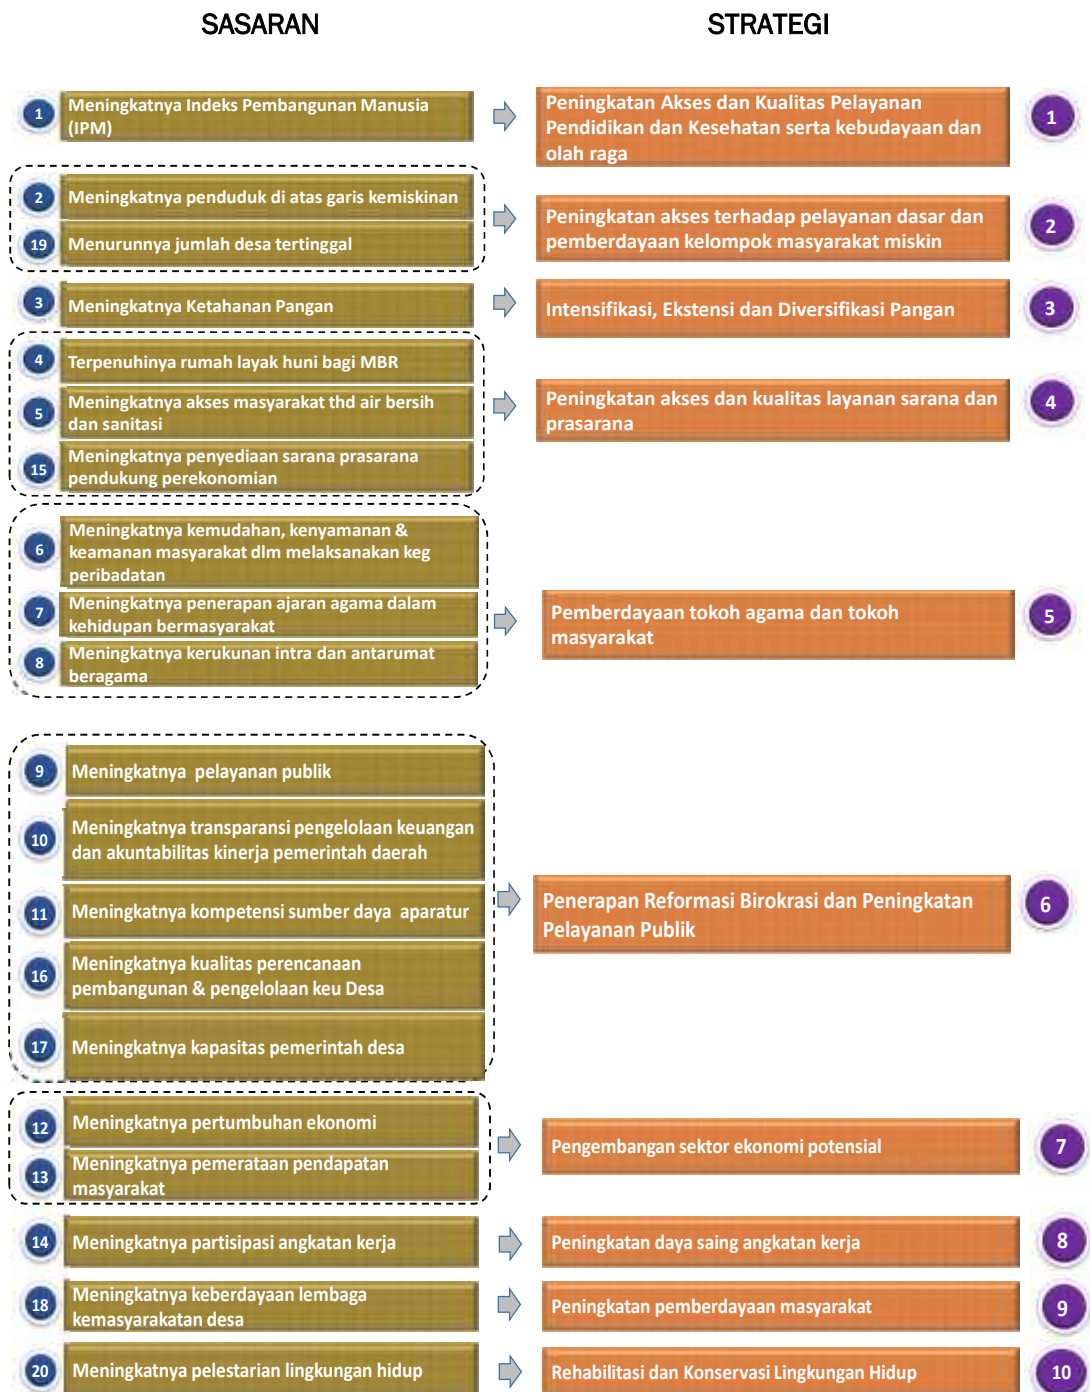 SASARAN
STRATEGI
1
Meningkatnya Indeks Pembangunan Manusia
(IPM)
Peningkatan Akses dan Kualitas Pelayanan
Pendidikan dan Kesehatan serta kebudayaan dan
olah raga
1
2
Meningkatnya penduduk di atas garis kemiskinan
19
Menurunnya jumlah desa tertinggal
Peningkatan akses terhadap pelayanan dasar dan
pemberdayaan kelompok masyarakat miskin
2
3
Meningkatnya Ketahanan Pangan
Intensifikasi, Ekstensi dan Diversifikasi Pangan
3
4
Terpenuhinya rumah layak huni bagi MBR
5
Meningkatnya akses masyarakat thd air bersih
dan sanitasi
15
Meningkatnya penyediaan sarana prasarana
pendukung perekonomian
Peningkatan akses dan kualitas layanan sarana dan
prasarana
4
6
Meningkatnya kemudahan, kenyamanan &
keamanan masyarakat dlm melaksanakan keg
peribadatan
7
Meningkatnya penerapan ajaran agama dalam
kehidupan bermasyarakat
8
Meningkatnya kerukunan intra dan antarumat
beragama
Pemberdayaan tokoh agama dan tokoh
masyarakat
5
9
Meningkatnya pelayanan publik
10
Meningkatnya transparansi pengelolaan keuangan
dan akuntabilitas kinerja pemerintah daerah
11
Meningkatnya kompetensi sumber daya aparatur
16
Meningkatnya kualitas perencanaan
pembangunan & pengelolaan keu Desa
17
Meningkatnya kapasitas pemerintah desa
Penerapan Reformasi Birokrasi dan Peningkatan
Pelayanan Publik
6
12
Meningkatnya pertumbuhan ekonomi
13
Meningkatnya pemerataan pendapatan
masyarakat
Pengembangan sektor ekonomi potensial
7
14
Meningkatnya partisipasi angkatan kerja
Peningkatan daya saing angkatan kerja
8
18
Meningkatnya keberdayaan lembaga
kemasyarakatan desa
Peningkatan pemberdayaan masyarakat
9
20
Meningkatnya pelestarian lingkungan hidup
Rehabilitasi dan Konservasi Lingkungan Hidup
10